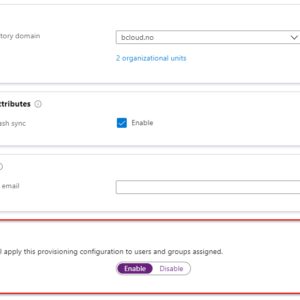 tory domain
bcloud.no
2 organizational units
tributes
ash sync
Enable
email
l apply this provisioning configuration to users and groups assigned.
Enable Disable